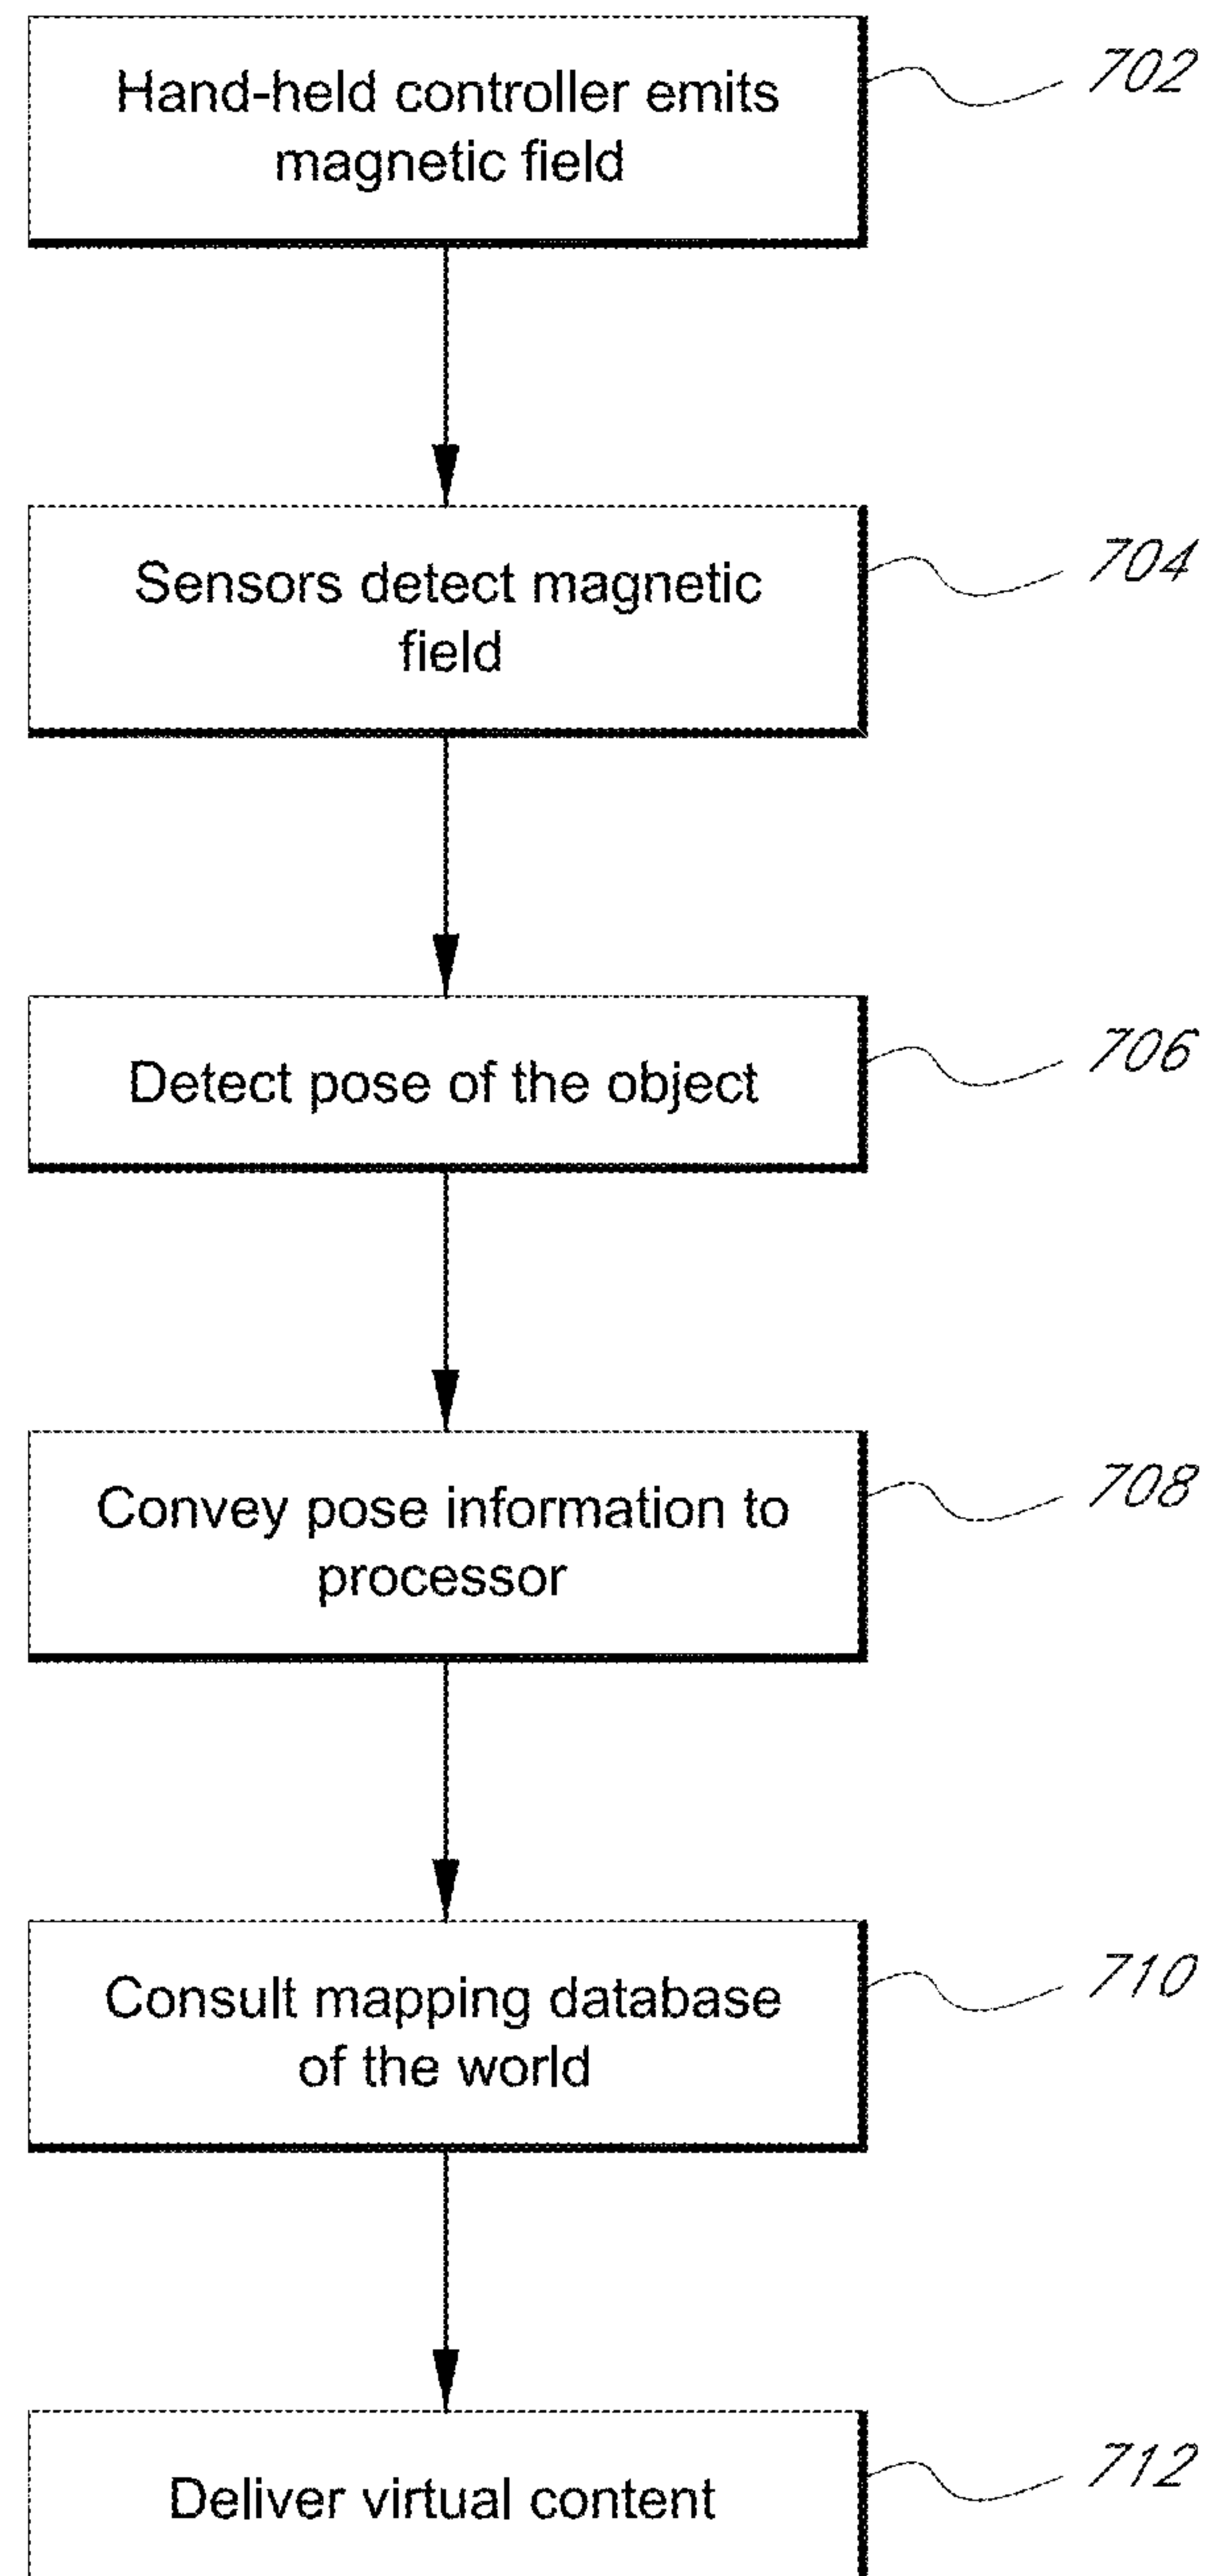 Hand-held controller emits
magnetic field
702
Sensors detect magnetic
field
704
Detect pose of the object
706
Convey pose information to
processor
708
Consult mapping database
of the world
710
Deliver virtual content
712